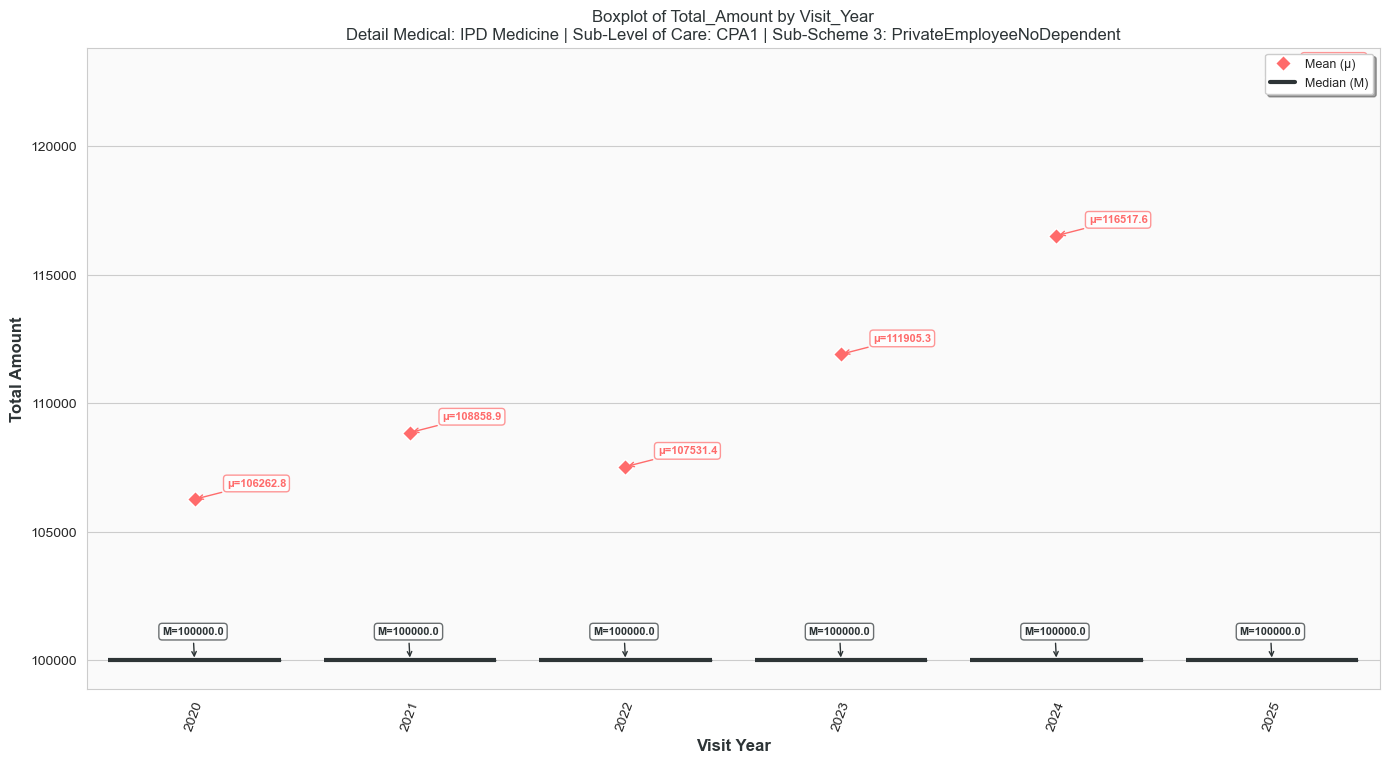 Boxplot of Total_Amount by Visit_Year
Detail Medical: IPD Medicine | Sub-Level of Care: CPA1 | Sub-Scheme 3: PrivateEmployeeNoDependent
Mean (μ)
Median (M)
120000
115000
110000
105000
100000
Total Amount
μ=116517.6
μ=111905.3
μ=108858.9
μ=107531.4
μ=106262.8
M=100000.0
M=100000.0
M=100000.0
M=100000.0
M=100000.0
M=100000.0
2020
2021
2022
2023
2024
2025
Visit Year